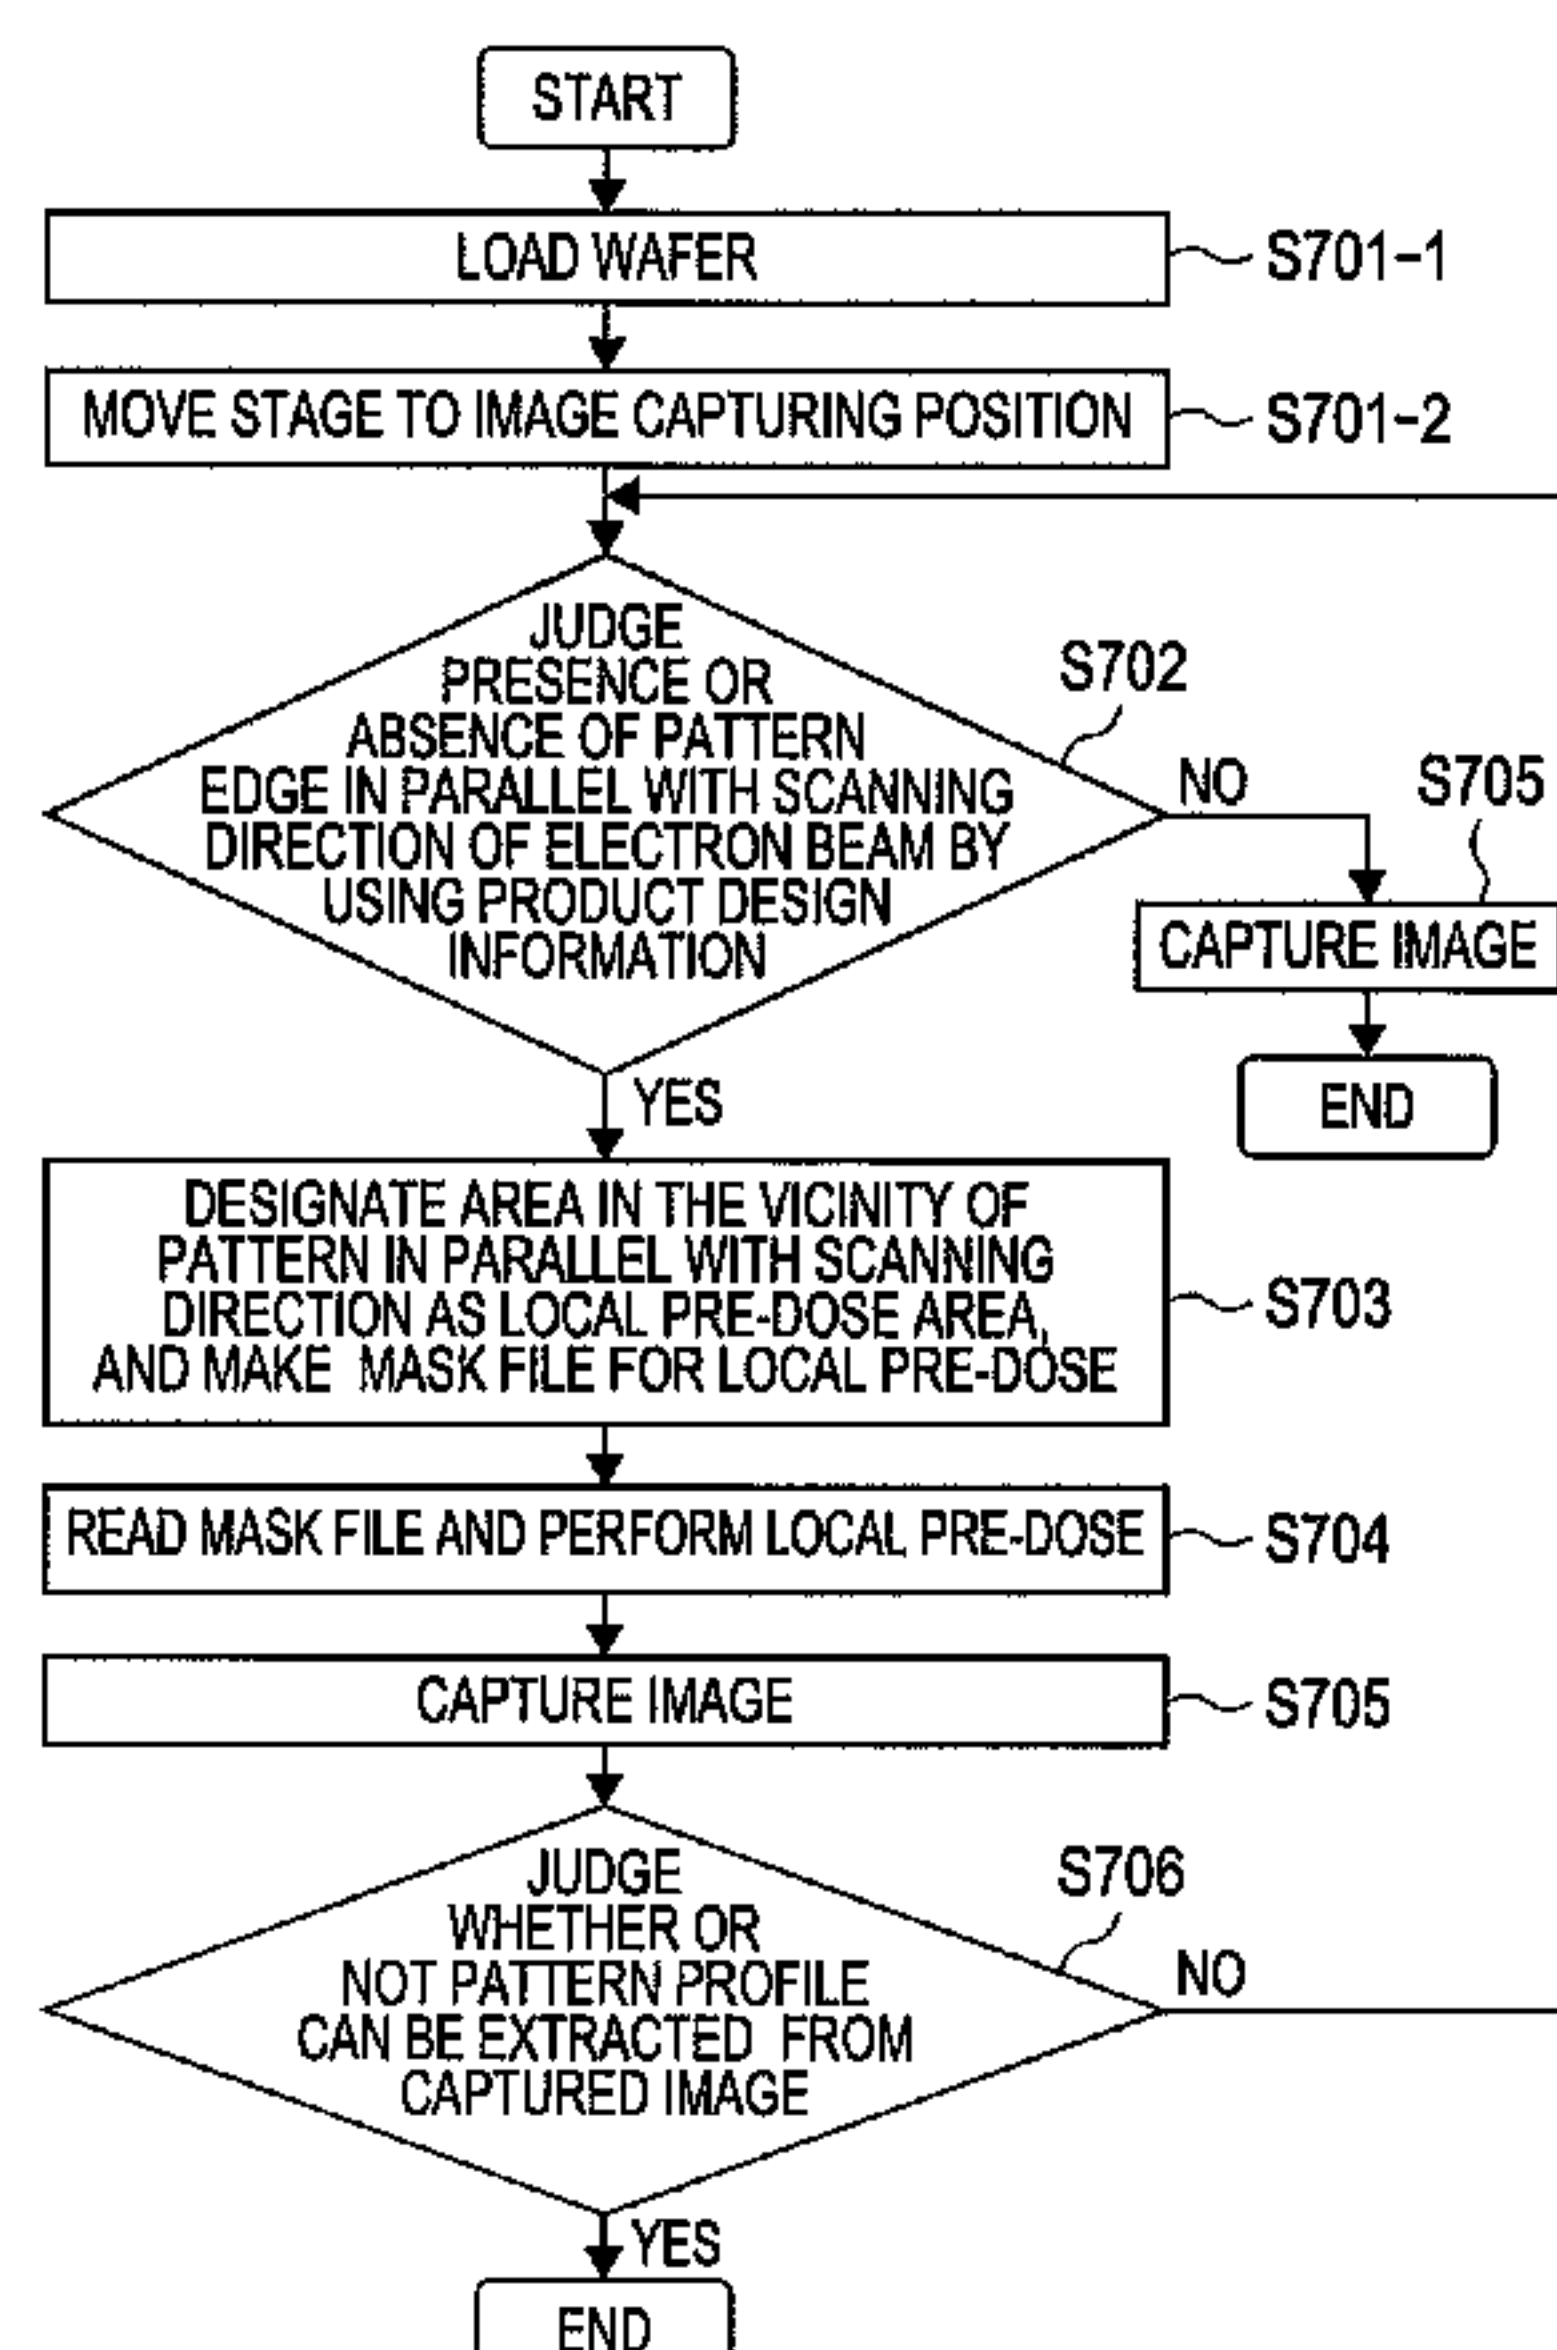 START
LOAD WAFER
S701-1
MOVE STAGE TO IMAGE CAPTURING POSITION
S701-2
JUDGE
PRESENCE OR
ABSENCE OF PATTERN
EDGE IN PARALLEL WITH SCANNING
DIRECTION OF ELECTRON BEAM BY
USING PRODUCT DESIGN
INFORMATION
S702
NO
S705
CAPTURE IMAGE
END
YES
DESIGNATE AREA IN THE VICINITY OF
PATTERN IN PARALLEL WITH SCANNING
DIRECTION AS LOCAL PRE-DOSE AREA,
AND MAKE MASK FILE FOR LOCAL PRE-DOSE
S703
READ MASK FILE AND PERFORM LOCAL PRE-DOSE
S704
CAPTURE IMAGE
S705
JUDGE
WHETHER OR
NOT PATTERN PROFILE
CAN BE EXTRACTED FROM
CAPTURED IMAGE
S706
NO
YES
END